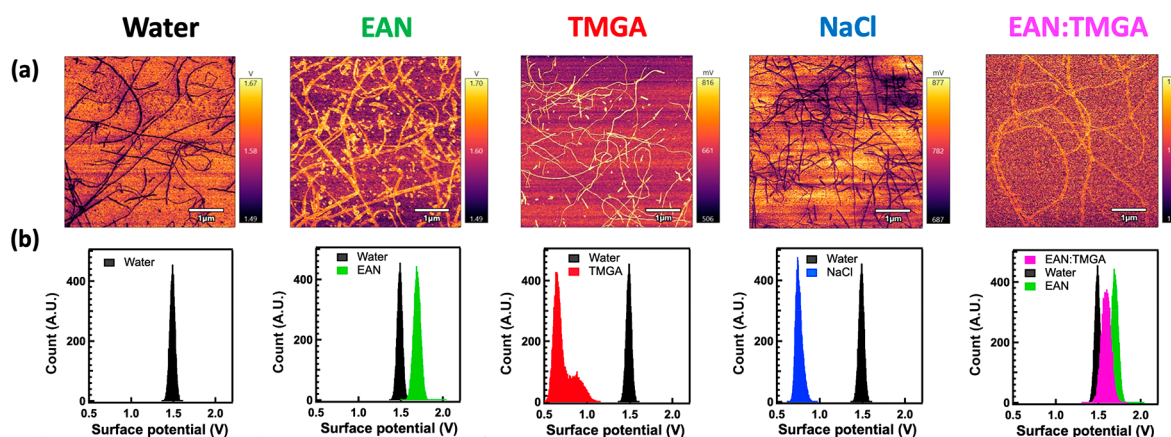 Water EAN TMGA NaCl EAN:TMGA
(a)
V
1.67
1.58
1.49
1µm
V
1.70
1.60
1.49
1µm
mV
816
661
506
1µm
mV
877
782
687
1µm
1µm
(b)
Count (A.U.)
400
200
0
Water
0.5 1.0 1.5 2.0
Surface potential (V)
Count (A.U.)
400
200
0
Water
EAN
0.5 1.0 1.5 2.0
Surface potential (V)
Count (A.U.)
400
200
0
Water
TMGA
0.5 1.0 1.5 2.0
Surface potential (V)
Count (A.U.)
400
200
0
Water
NaCl
0.5 1.0 1.5 2.0
Surface potential (V)
Count (A.U.)
400
200
0
EAN:TMGA
Water
EAN
0.5 1.0 1.5 2.0
Surface potential (V)